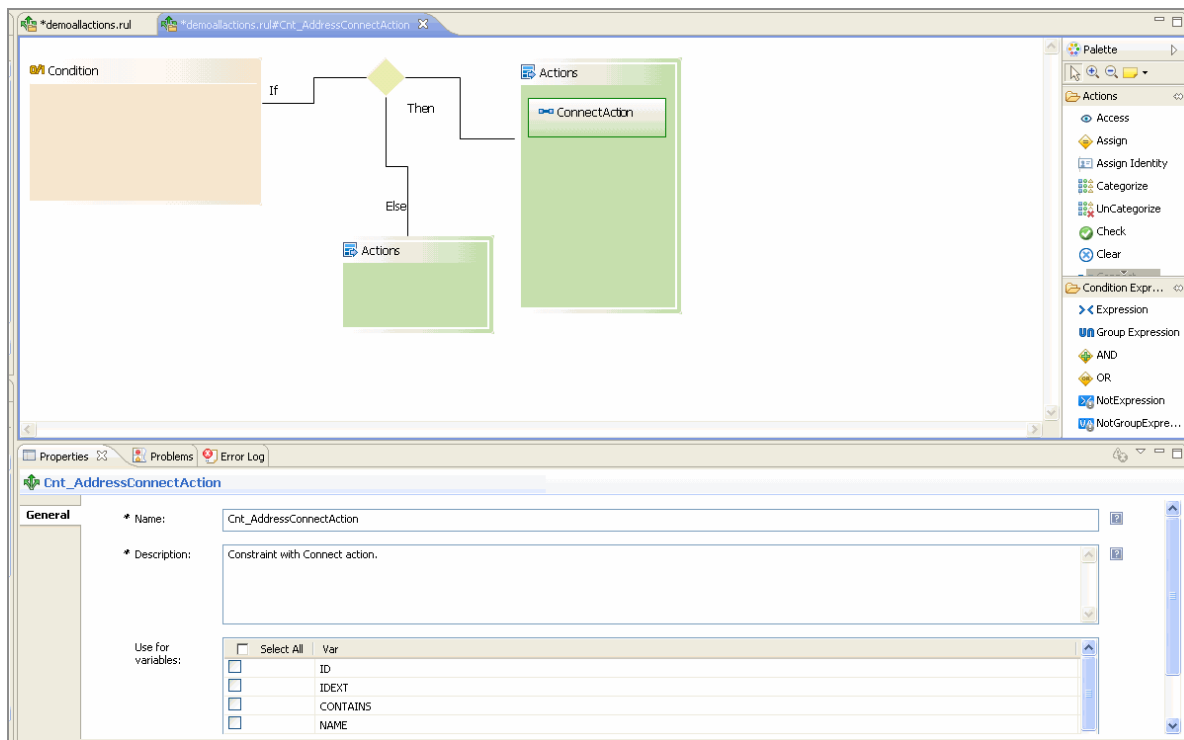 *demoallactions.rul
*demoallactions.rul#Cnt_AddressConnectAction
Condition
If
Then
Else
Actions
ConnectAction
Actions
Palette
Actions
Access
Assign
Assign Identity
Categorize
UnCategorize
Check
Clear
Condition Expr...
Expression
Group Expression
AND
OR
NotExpression
NotGroupExpre...
Properties
Problems
Error Log
Cnt_AddressConnectAction
General
* Name:
Cnt_AddressConnectAction
* Description:
Constraint with Connect action.
Use for
variables:
Select All
Var
ID
IDEXT
CONTAINS
NAME